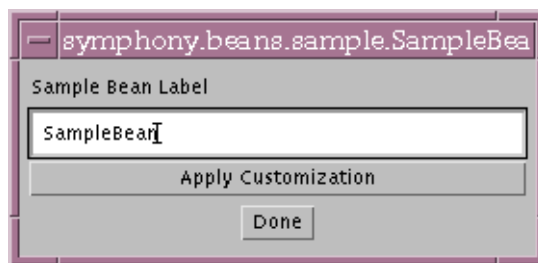 symphony.beans.sample.SampleBea
Sample Bean Label
SampleBean
Apply Customization
Done